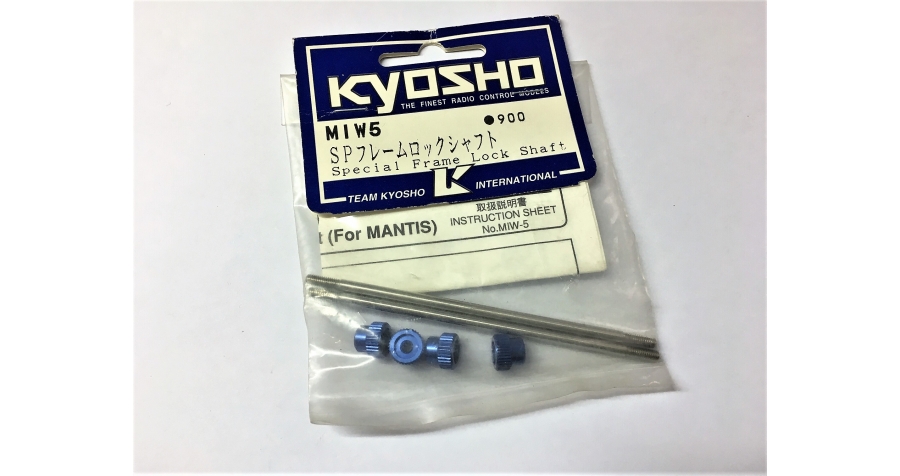 KYOSHO
THE FINEST RADIO CONTROL MODELS
MIW5 ●900
SPフレームロックシャフト
Special Frame Lock Shaft
TEAM KYOSHO K INTERNATIONAL
取扱説明書
t (For MANTIS) INSTRUCTION SHEET
No.MIW-5